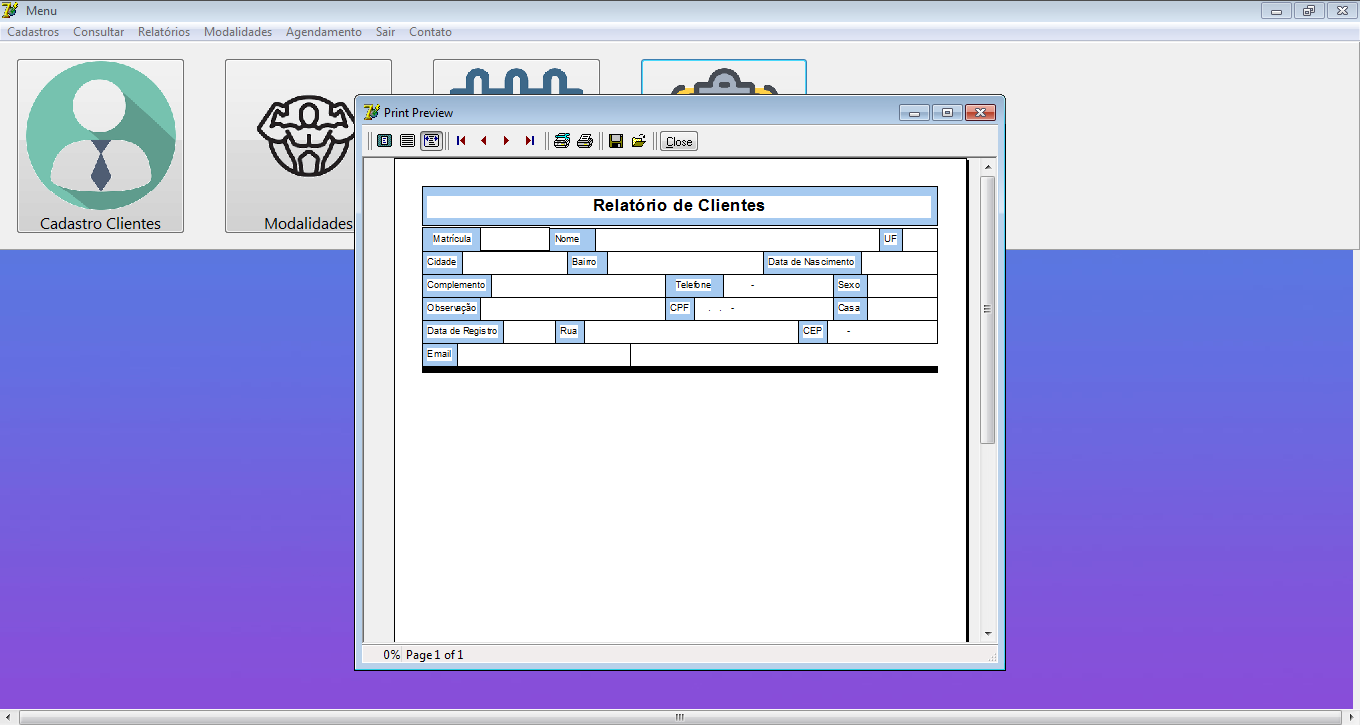 Menu
Cadastros Consultar Relatórios Modalidades Agendamento Sair Contato
Cadastro Clientes
Modalidades
Print Preview
Close
Relatório de Clientes
Matrícula Nome UF
Cidade Bairro Data de Nascimento
Complemento Telefone - Sexo
Observação CPF . . - Casa
Data de Registro Rua CEP -
Email
0% Page 1 of 1